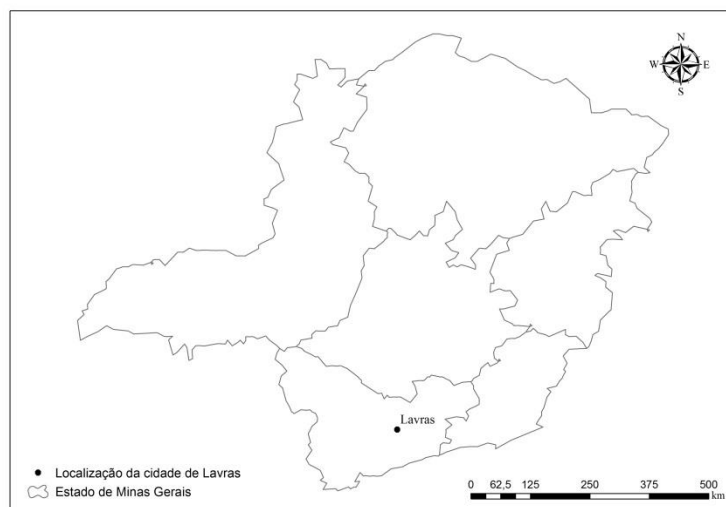 N
W E
S
Lavras
Localização da cidade de Lavras
Estado de Minas Gerais
0 62,5 125 250 375 500
km